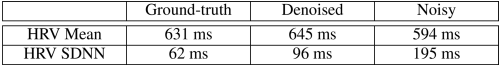 Ground-truth Denoised Noisy
HRV Mean 631 ms 645 ms 594 ms
HRV SDNN 62 ms 96 ms 195 ms